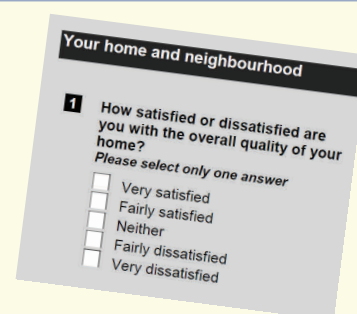 Your home and neighbourhood
1
How satisfied or dissatisfied are
you with the overall quality of your
home?
Please select only one answer
Very satisfied
Fairly satisfied
Neither
Fairly dissatisfied
Very dissatisfied